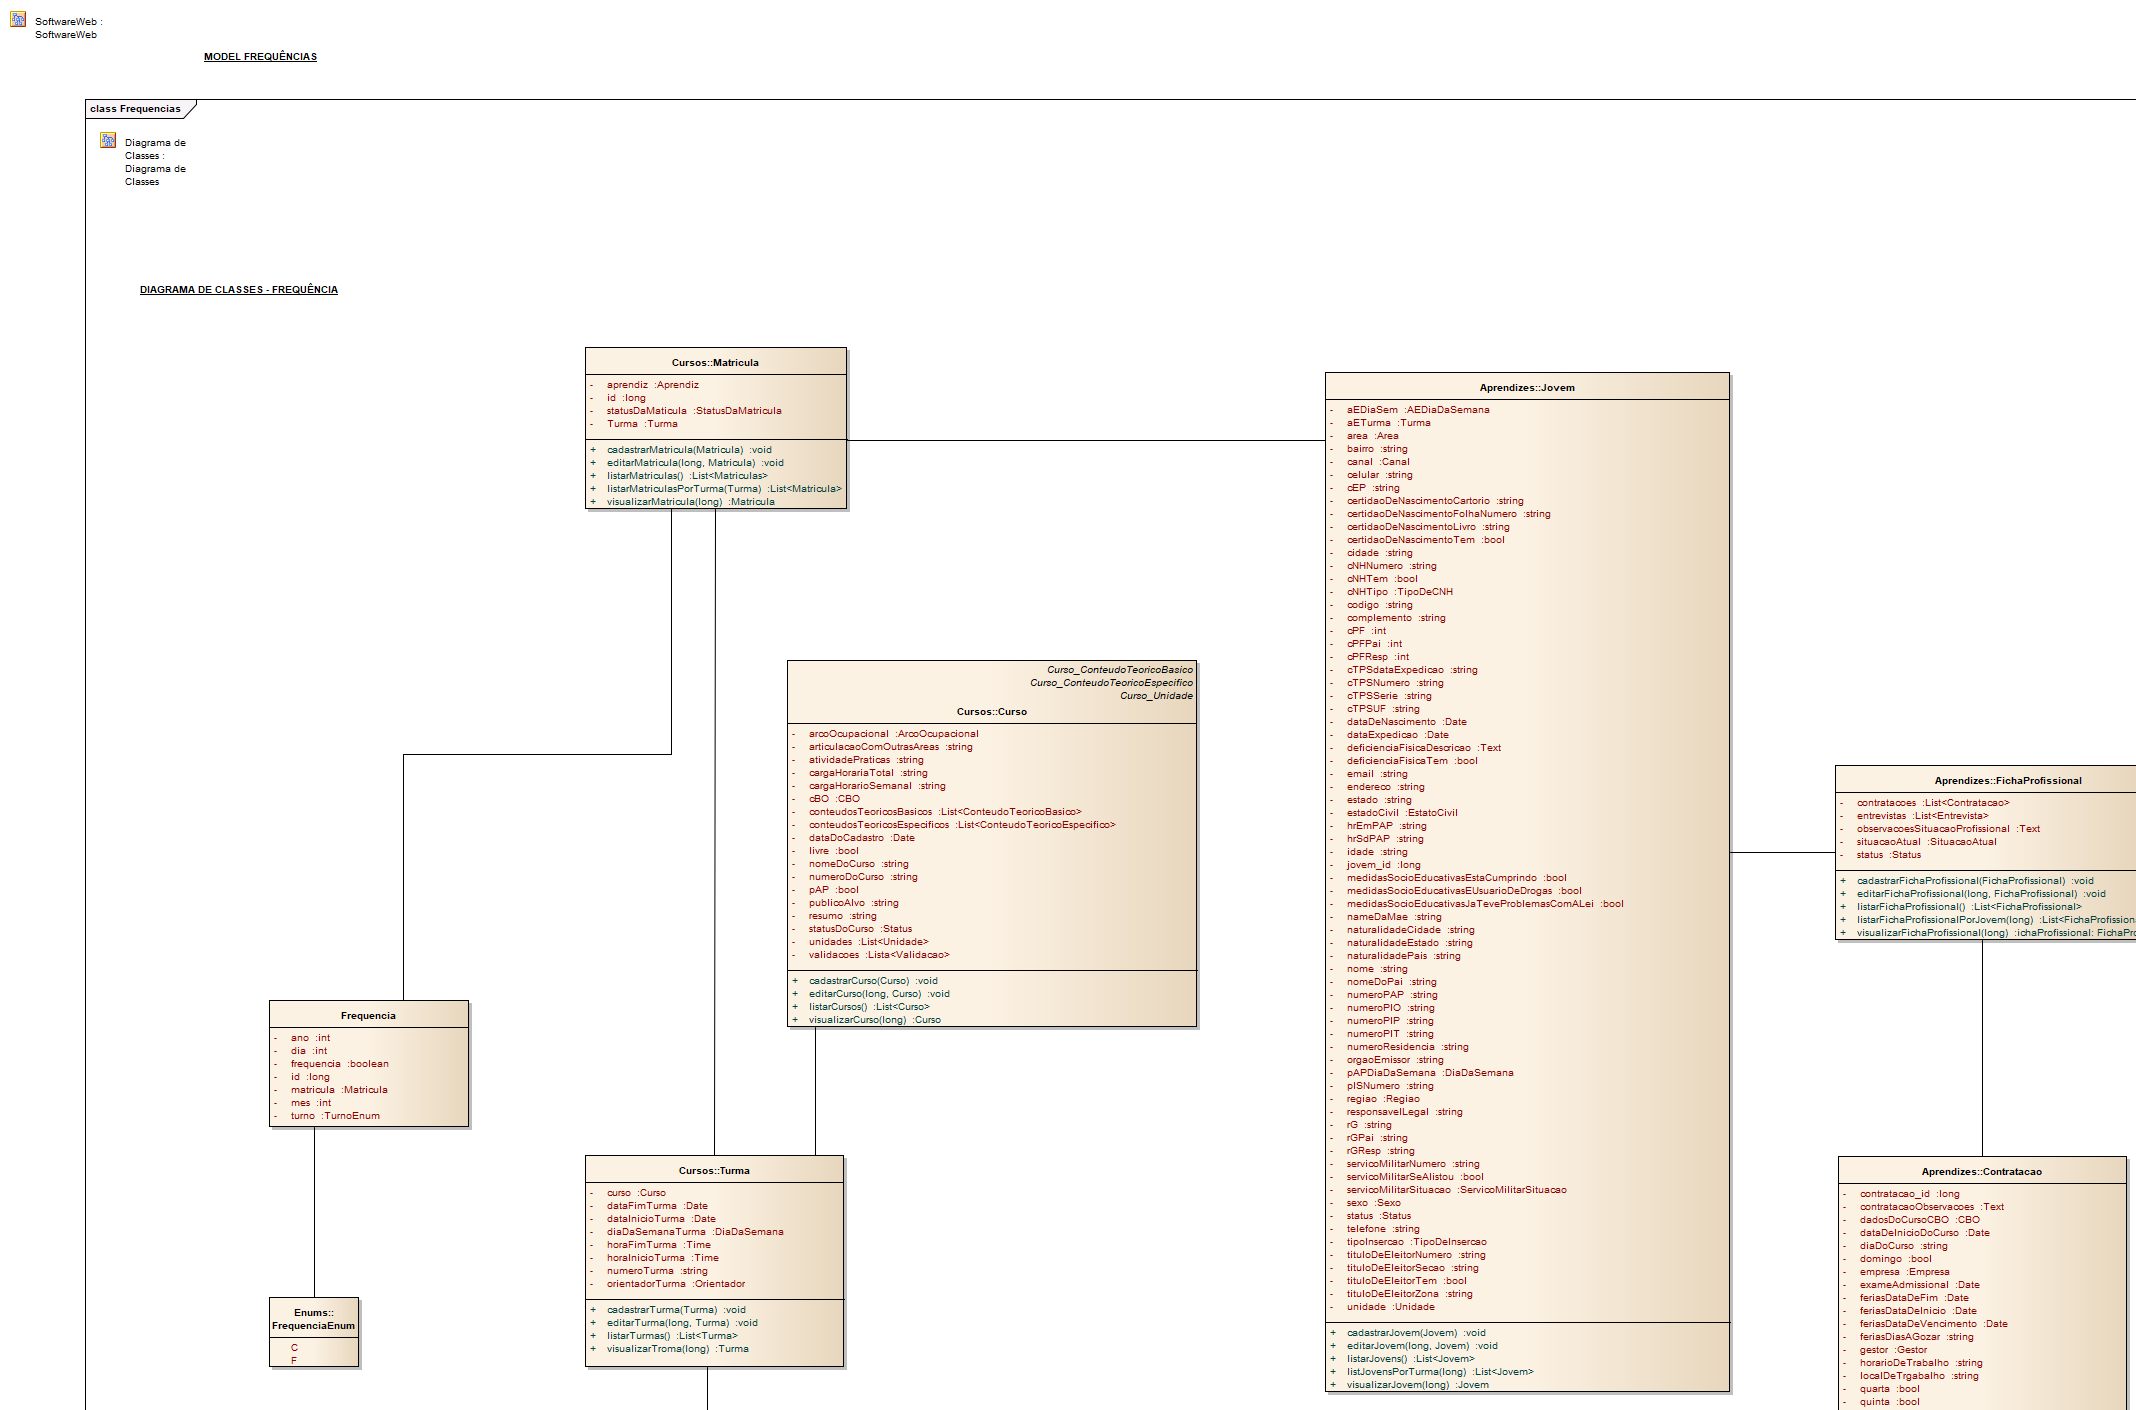 SoftwareWeb :
SoftwareWeb
MODEL FREQUÊNCIAS
class Frequencias
Diagrama de
Classes :
Diagrama de
Classes
DIAGRAMA DE CLASSES - FREQUÊNCIA
Cursos::Matricula
- aprendiz :Aprendiz
- id :long
- statusDaMaticula :StatusDaMatricula
- Turma :Turma
+ cadastrarMatricula(Matricula) :void
+ editarMatricula(long, Matricula) :void
+ listarMatriculas() :List<Matriculas>
+ listarMatriculasPorTurma(Turma) :List<Matricula>
+ visualizarMatricula(long) :Matricula
Aprendizes::Jovem
- aEDiaSem :AEDiaDaSemana
- aETurma :Turma
- area :Area
- bairro :string
- canal :Canal
- celular :string
- cEP :string
- certidaoDeNascimentoCartorio :string
- certidaoDeNascimentoFolhaNumero :string
- certidaoDeNascimentoLivro :string
- certidaoDeNascimentoTem :bool
- cidade :string
- cNHNumero :string
- cNHTem :bool
- cNHTipo :TipoDeCNH
- codigo :string
- complemento :string
- cPF :int
- cPFPai :int
- cPFResp :int
- cTPSdataExpedicao :string
- cTPSNumero :string
- cTPSSerie :string
- cTPSUF :string
- dataDeNascimento :Date
- dataExpedicao :Date
- deficienciaFisicaDescricao :Text
- deficienciaFisicaTem :bool
- email :string
- endereco :string
- estado :string
- estadoCivil :EstatoCivil
- hrEmPAP :string
- hrSdPAP :string
- idade :string
- jovem_id :long
- medidasSocioEducativasEstaCumprindo :bool
- medidasSocioEducativasEUsuarioDeDrogas :bool
- medidasSocioEducativasJaTeveProblemasComALei :bool
- nameDaMae :string
- naturalidadeCidade :string
- naturalidadeEstado :string
- naturalidadePais :string
- nome :string
- nomeDoPai :string
- numeroPAP :string
- numeroPIO :string
- numeroPIP :string
- numeroPIT :string
- numeroResidencia :string
- orgaoEmissor :string
- pAPDiaDaSemana :DiaDaSemana
- pISNumero :string
- regiao :Regiao
- responsavelLegal :string
- rG :string
- rGPai :string
- rGResp :string
- servicoMilitarNumero :string
- servicoMilitarSeAlistou :bool
- servicoMilitarSituacao :ServicoMilitarSituacao
- sexo :Sexo
- status :Status
- telefone :string
- tipoInsercao :TipoDeInsercao
- tituloDeEleitorNumero :string
- tituloDeEleitorSecao :string
- tituloDeEleitorTem :bool
- tituloDeEleitorZona :string
- unidade :Unidade
+ cadastrarJovem(Jovem) :void
+ editarJovem(long, Jovem) :void
+ listarJovens() :List<Jovem>
+ listJovensPorTurma(long) :List<Jovem>
+ visualizarJovem(long) :Jovem
Curso_ConteudoTeoricoBasico
Curso_ConteudoTeoricoEspecifico
Curso_Unidade
Cursos::Curso
- arcoOcupacional :ArcoOcupacional
- articulacaoComOutrasAreas :string
- atividadePraticas :string
- cargaHorariaTotal :string
- cargaHorarioSemanal :string
- cBO :CBO
- conteudosTeoricosBasicos :List<ConteudoTeoricoBasico>
- conteudosTeoricosEspecificos :List<ConteudoTeoricoEspecifico>
- dataDoCadastro :Date
- livre :bool
- nomeDoCurso :string
- numeroDoCurso :string
- pAP :bool
- publicoAlvo :string
- resumo :string
- statusDoCurso :Status
- unidades :List<Unidade>
- validacoes :Lista<Validacao>
+ cadastrarCurso(Curso) :void
+ editarCurso(long, Curso) :void
+ listarCursos() :List<Curso>
+ visualizarCurso(long) :Curso
Aprendizes::FichaProfissional
- contratacoes :List<Contratacao>
- entrevistas :List<Entrevista>
- observacoesSituacaoProfissional :Text
- situacaoAtual :SituacaoAtual
- status :Status
+ cadastrarFichaProfissional(FichaProfissional) :void
+ editarFichaProfissional(long, FichaProfissional) :void
+ listarFichaProfissional() :List<FichaProfissional>
+ listarFichaProfissionalPorJovem(long) :List<FichaProfission
+ visualizarFichaProfissional(long) :ichaProfissional: FichaPr
Frequencia
- ano :int
- dia :int
- frequencia :boolean
- id :long
- matricula :Matricula
- mes :int
- turno :TurnoEnum
Cursos::Turma
- curso :Curso
- dataFimTurma :Date
- dataInicioTurma :Date
- diaDaSemanaTurma :DiaDaSemana
- horaFimTurma :Time
- horaInicioTurma :Time
- numeroTurma :string
- orientadorTurma :Orientador
+ cadastrarTurma(Turma) :void
+ editarTurma(long, Turma) :void
+ listarTurmas() :List<Turma>
+ visualizarTroma(long) :Turma
Aprendizes::Contratacao
- contratacao_id :long
- contratacaoObservacoes :Text
- dadosDoCursoCBO :CBO
- dataDeInicioDoCurso :Date
- diaDoCurso :string
- domingo :bool
- empresa :Empresa
- exameAdmissional :Date
- feriasDataDeFim :Date
- feriasDataDeInicio :Date
- feriasDataDeVencimento :Date
- feriasDiasAGozar :string
- gestor :Gestor
- horarioDeTrabalho :string
- localDeTrgabalho :string
- quarta :bool
- quinta :bool
Enums::
FrequenciaEnum
C
F